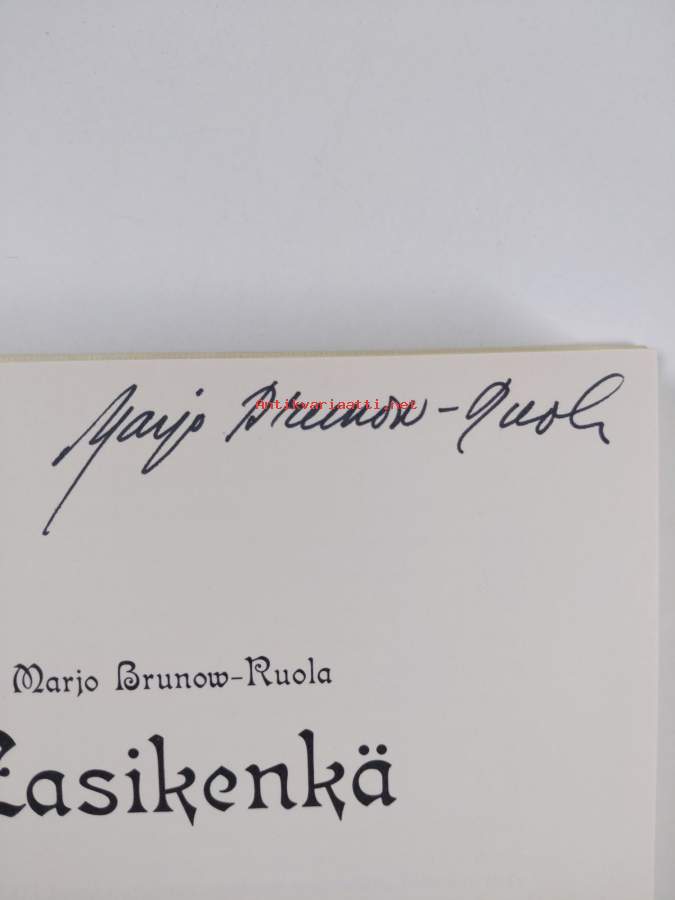 Marjo Brunow-Ruola
Antikvariaatti.net
Marjo Brunow-Ruola
Lasikenkä